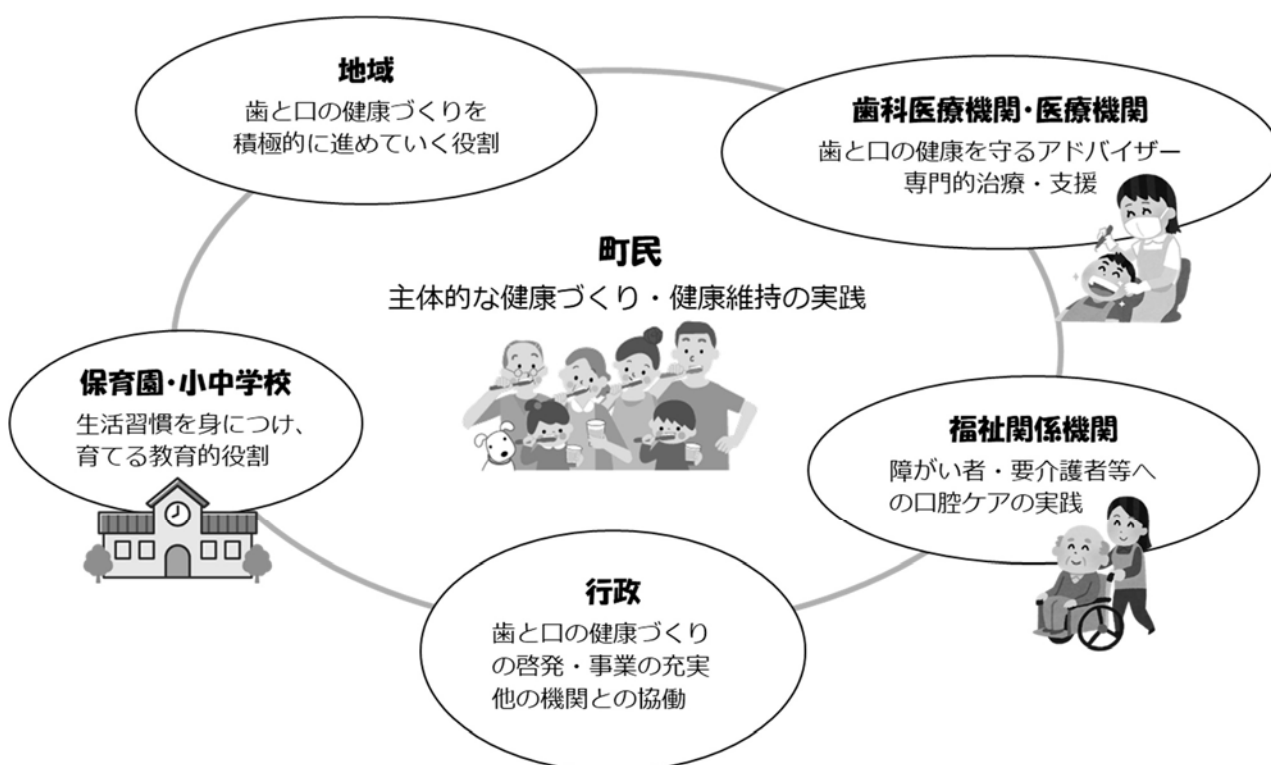 地域
歯と口の健康づくりを
積極的に進めていく役割
歯科医療機関・医療機関
歯と口の健康を守るアドバイザー
専門的治療・支援
町民
主体的な健康づくり・健康維持の実践
保育園・小中学校
生活習慣を身につけ、
育てる教育的役割
福祉関係機関
障がい者・要介護者等へ
の口腔ケアの実践
行政
歯と口の健康づくり
の啓発・事業の充実
他の機関との協働